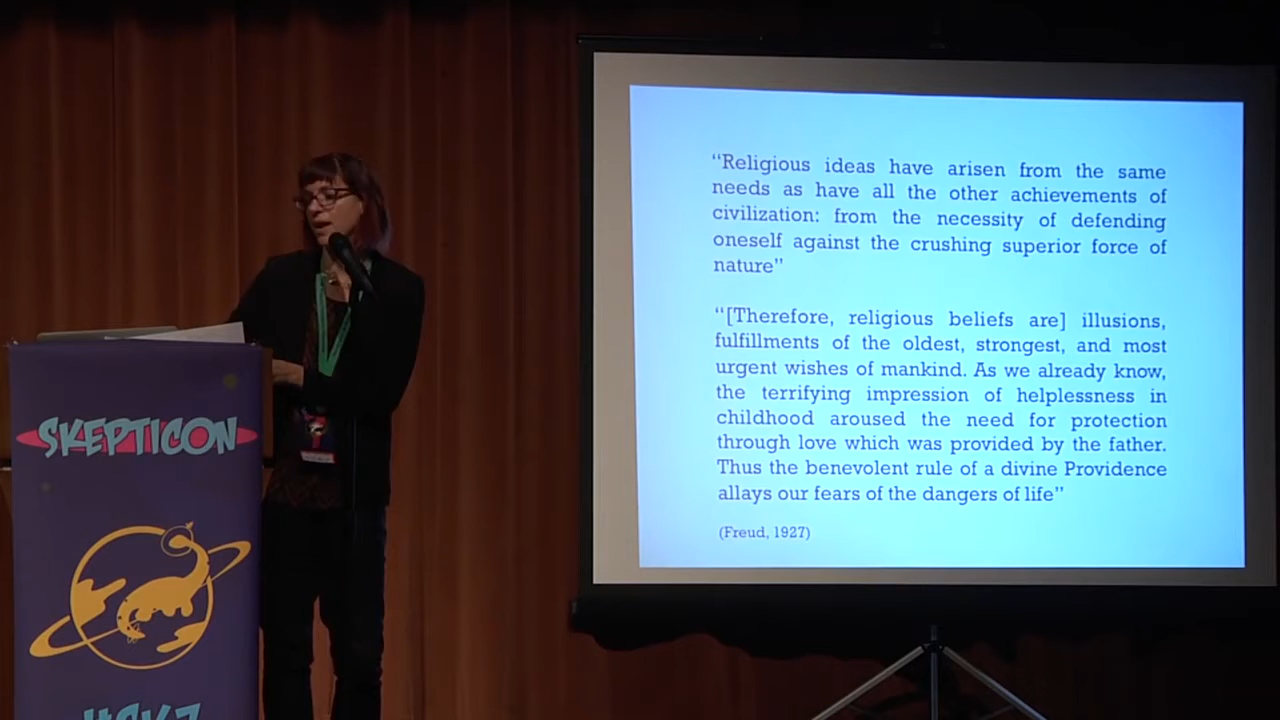 “Religious ideas have arisen from the same
needs as have all the other achievements of
civilization: from the necessity of defending
oneself against the crushing superior force of
nature”
“[Therefore, religious beliefs are] illusions,
fulfillments of the oldest, strongest, and most
urgent wishes of mankind. As we already know,
the terrifying impression of helplessness in
childhood aroused the need for protection
through love which was provided by the father.
Thus the benevolent rule of a divine Providence
allays our fears of the dangers of life”
(Freud, 1927)
SKEPTICON